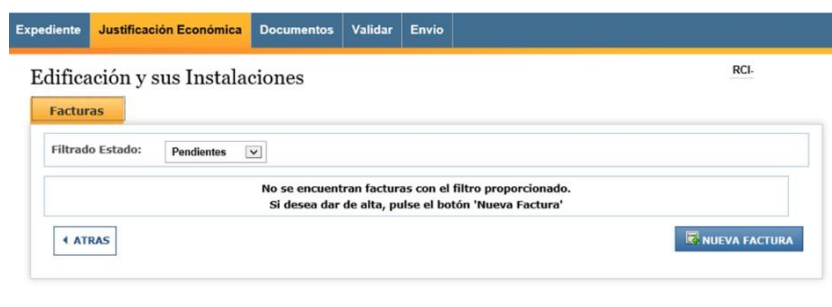 Expediente Justificación Económica Documentos Validar Envio
Edificación y sus Instalaciones RCI-
Facturas
Filtrado Estado: Pendientes
No se encuentran facturas con el filtro proporcionado.
Si desea dar de alta, pulse el botón 'Nueva Factura'
ATRAS NUEVA FACTURA